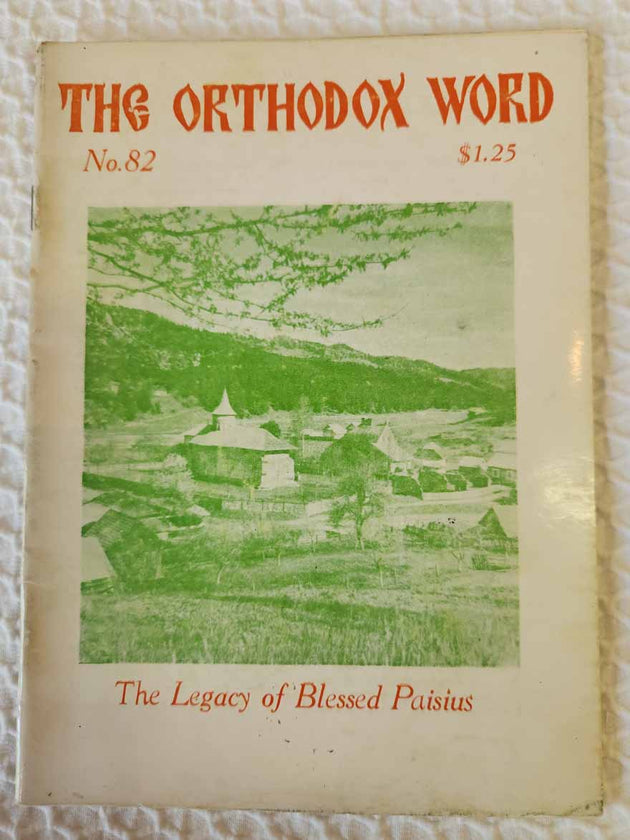 THE ORTHODOX WORD
No. 82
$1.25
The Legacy of Blessed Paisius